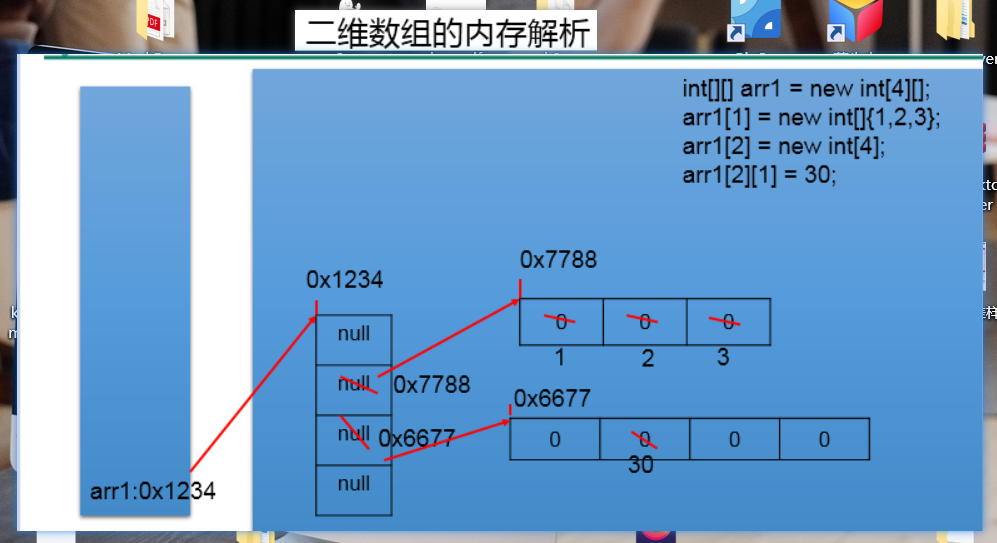 二维数组的内存解析
int[][] arr1 = new int[4][];
arr1[1] = new int[]{1,2,3};
arr1[2] = new int[4];
arr1[2][1] = 30;
0x1234
0x7788
null
0 0 0
1 2 3
null 0x7788
0x6677
null 0x6677
0 0 0 0
30
null
arr1:0x1234